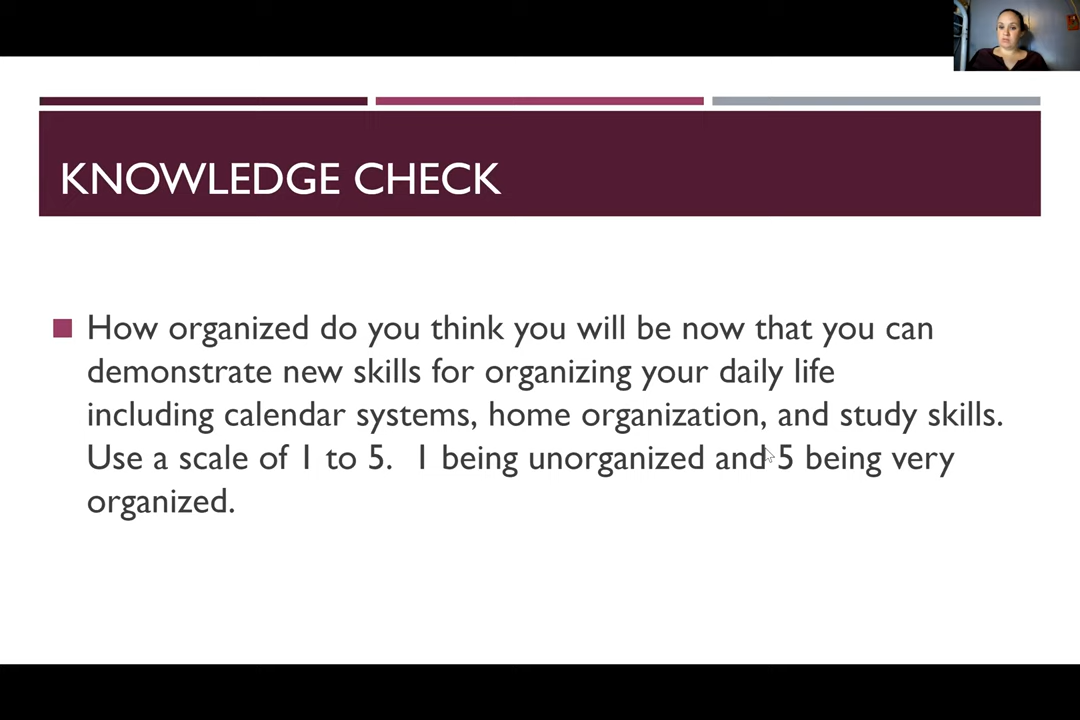 KNOWLEDGE CHECK
How organized do you think you will be now that you can
demonstrate new skills for organizing your daily life
including calendar systems, home organization, and study skills.
Use a scale of 1 to 5.  1 being unorganized and 5 being very
organized.